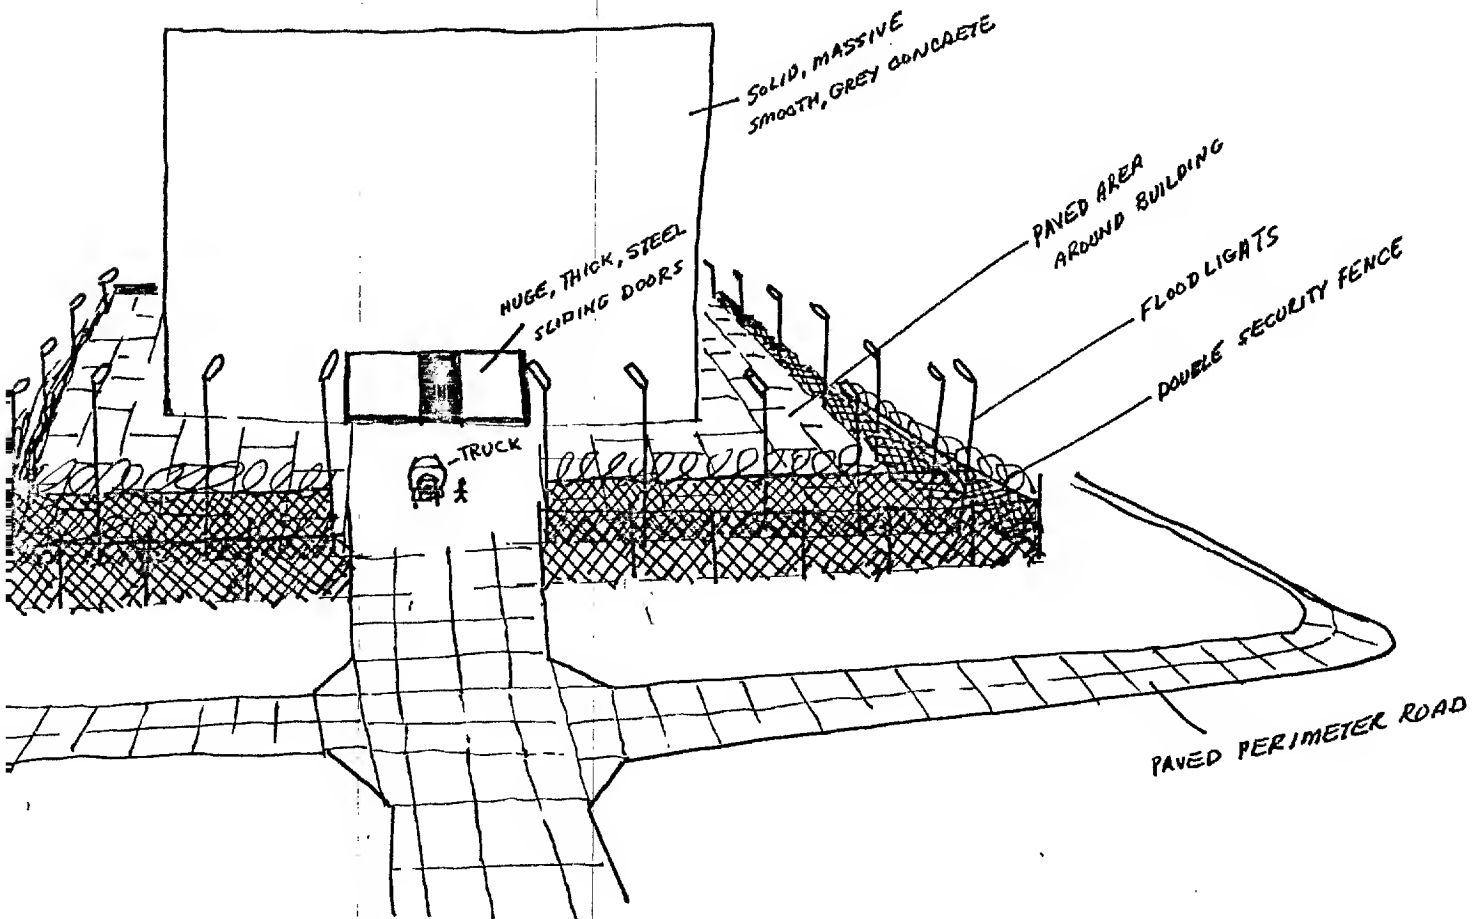 SOLID, MASSIVE
SMOOTH, GREY CONCRETE
PAVED AREA
AROUND BUILDING
HUGE, THICK, STEEL
SLIDING DOORS
FLOODLIGHTS
DOUBLE SECURITY FENCE
TRUCK
PAVED PERIMETER ROAD